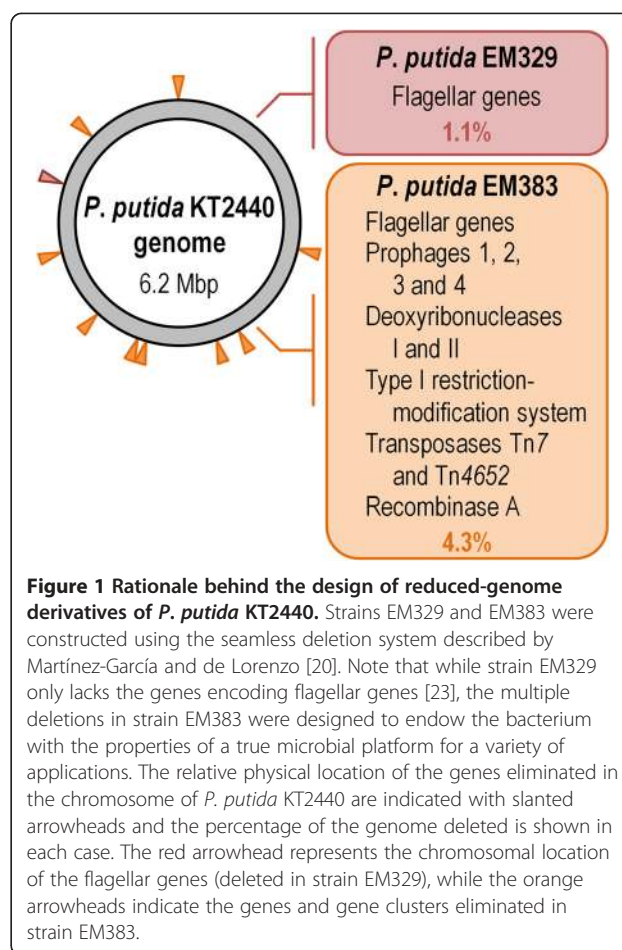 P. putida EM329
Flagellar genes
1.1%
P. putida KT2440
genome
6.2 Mbp
P. putida EM383
Flagellar genes
Prophages 1, 2,
3 and 4
Deoxyribonucleases
I and II
Type I restriction-
modification system
Transposases Tn7
and Tn4652
Recombinase A
4.3%
Figure 1 Rationale behind the design of reduced-genome
derivatives of P. putida KT2440. Strains EM329 and EM383 were
constructed using the seamless deletion system described by
Martínez-García and de Lorenzo [20]. Note that while strain EM329
only lacks the genes encoding flagellar genes [23], the multiple
deletions in strain EM383 were designed to endow the bacterium
with the properties of a true microbial platform for a variety of
applications. The relative physical location of the genes eliminated in
the chromosome of P. putida KT2440 are indicated with slanted
arrowheads and the percentage of the genome deleted is shown in
each case. The red arrowhead represents the chromosomal location
of the flagellar genes (deleted in strain EM329), while the orange
arrowheads indicate the genes and gene clusters eliminated in
strain EM383.